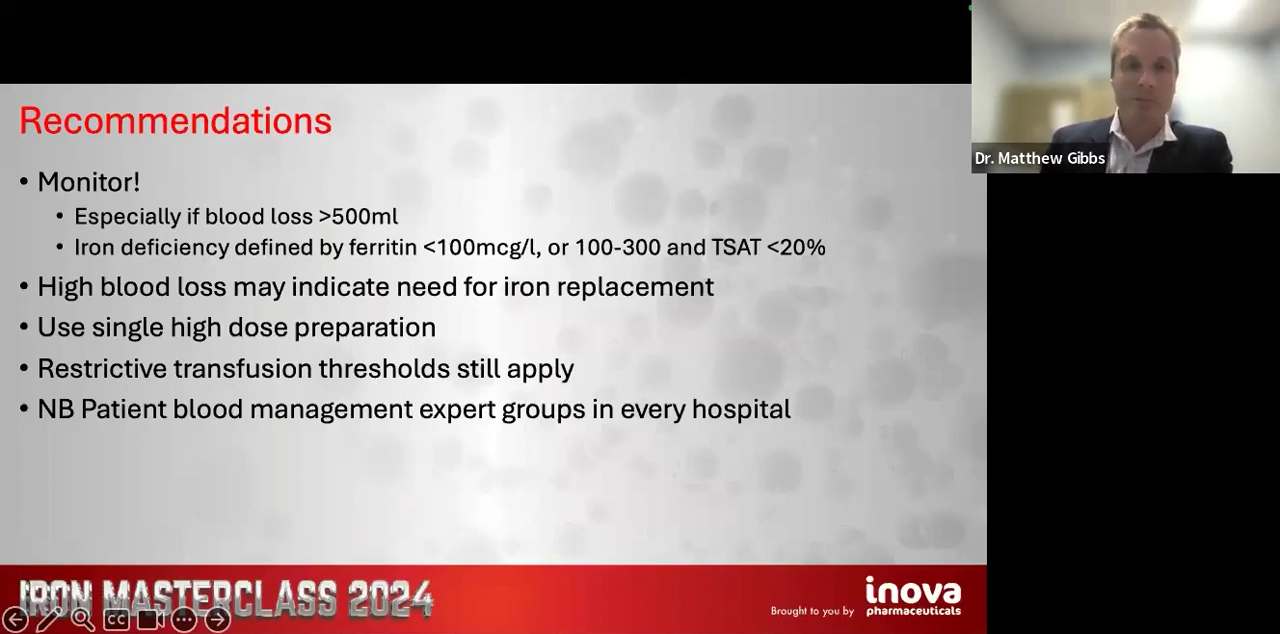 Recommendations
• Monitor!
• Especially if blood loss >500ml
• Iron deficiency defined by ferritin <100mcg/l, or 100-300 and TSAT <20%
• High blood loss may indicate need for iron replacement
• Use single high dose preparation
• Restrictive transfusion thresholds still apply
• NB Patient blood management expert groups in every hospital
Dr. Matthew Gibbs
IRON MASTERCLASS 2024
CC
Brought to you by
inova
pharmaceuticals